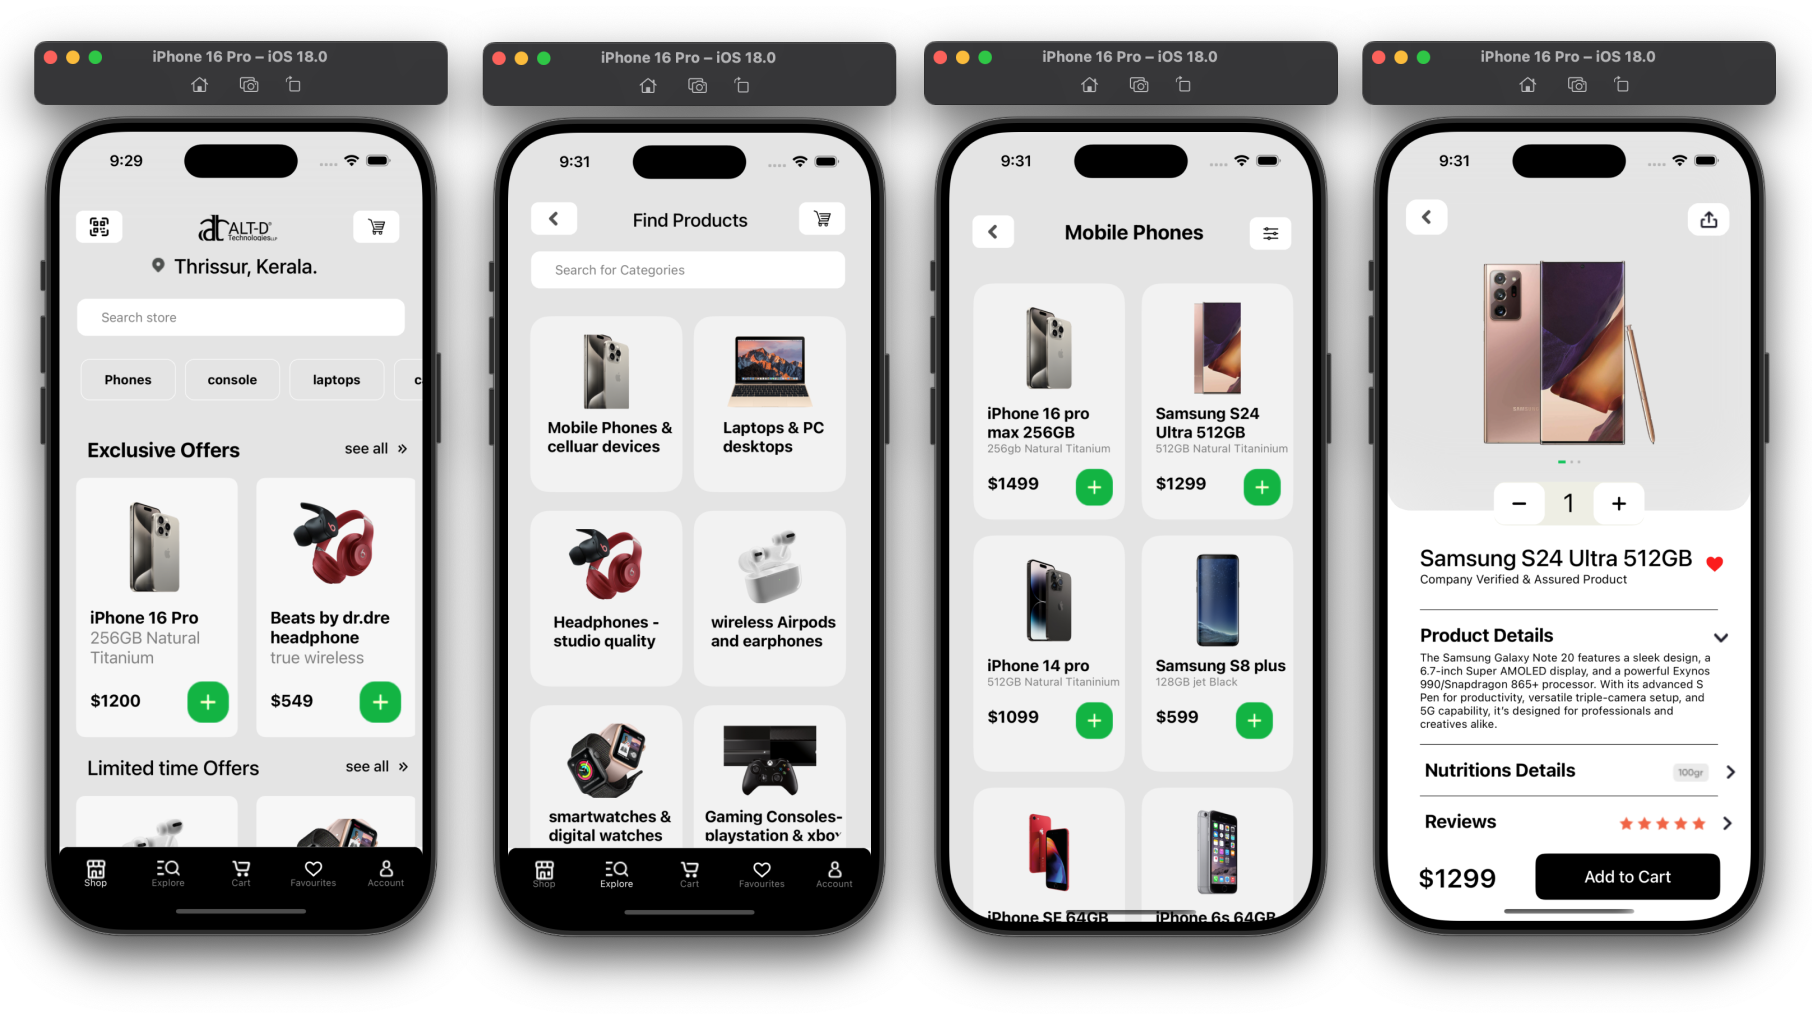 iPhone 16 Pro – iOS 18.0
9:29
ALT-D
Technologies LLP
Thrissur, Kerala.
Search store
Phones
console
laptops
c
Exclusive Offers
see all »
iPhone 16 Pro
256GB Natural
Titanium
$1200
+
Beats by dr.dre
headphone
true wireless
$549
+
Limited time Offers
see all »
Shop
Explore
Cart
Favourites
Account
iPhone 16 Pro – iOS 18.0
9:31
Find Products
Search for Categories
Mobile Phones &
celluar devices
Laptops & PC
desktops
Headphones -
studio quality
wireless Airpods
and earphones
smartwatches &
digital watches
Gaming Consoles-
playstation & xbox
Shop
Explore
Cart
Favourites
Account
iPhone 16 Pro – iOS 18.0
9:31
Mobile Phones
iPhone 16 pro
max 256GB
256gb Natural Titanium
$1499
+
Samsung S24
Ultra 512GB
512GB Natural Titaninium
$1299
+
iPhone 14 pro
512GB Natural Titaninium
$1099
+
Samsung S8 plus
128GB jet Black
$599
+
iPhone SE 64GB
iPhone 6s 64GB
iPhone 16 Pro – iOS 18.0
9:31
SAMSUNG
− 1 +
Samsung S24 Ultra 512GB
Company Verified & Assured Product
Product Details
The Samsung Galaxy Note 20 features a sleek design, a
6.7-inch Super AMOLED display, and a powerful Exynos
990/Snapdragon 865+ processor. With its advanced S
Pen for productivity, versatile triple-camera setup, and
5G capability, it's designed for professionals and
creatives alike.
Nutritions Details
100gr
Reviews
$1299
Add to Cart